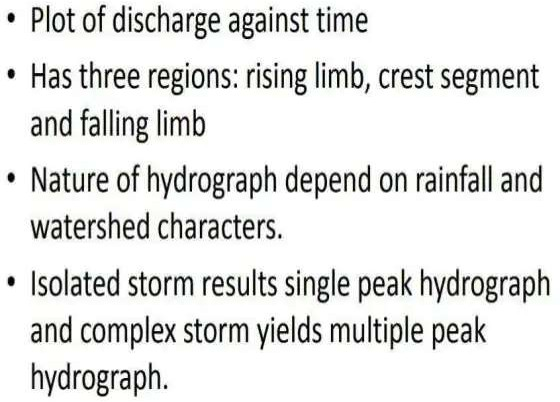 • Plot of discharge against time
• Has three regions: rising limb, crest segment
and falling limb
• Nature of hydrograph depend on rainfall and
watershed characters.
• Isolated storm results single peak hydrograph
and complex storm yields multiple peak
hydrograph.